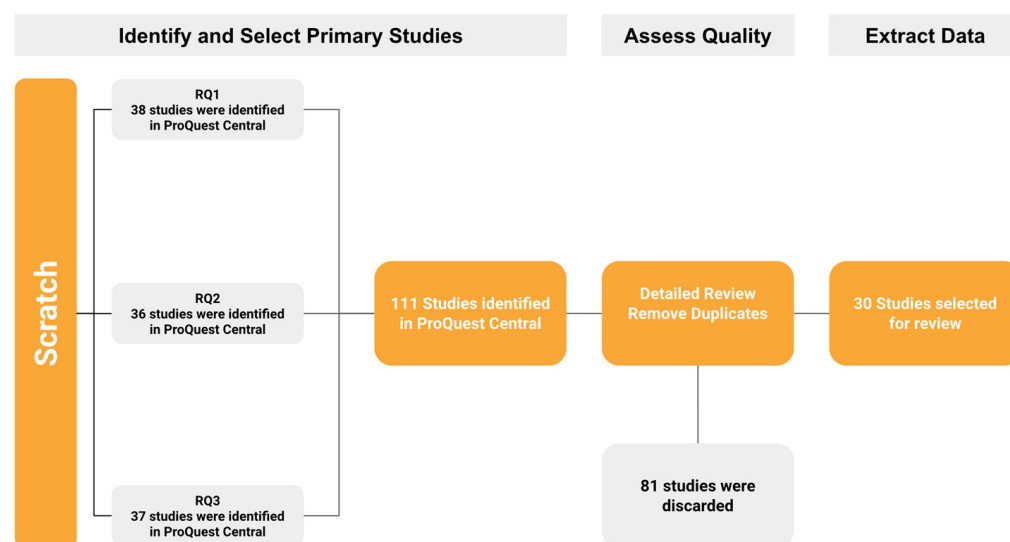 Identify and Select Primary Studies
Assess Quality
Extract Data
Scratch
RQ1
38 studies were identified
in ProQuest Central
RQ2
36 studies were identified
in ProQuest Central
RQ3
37 studies were identified
in ProQuest Central
111 Studies identified
in ProQuest Central
Detailed Review
Remove Duplicates
81 studies were
discarded
30 Studies selected
for review